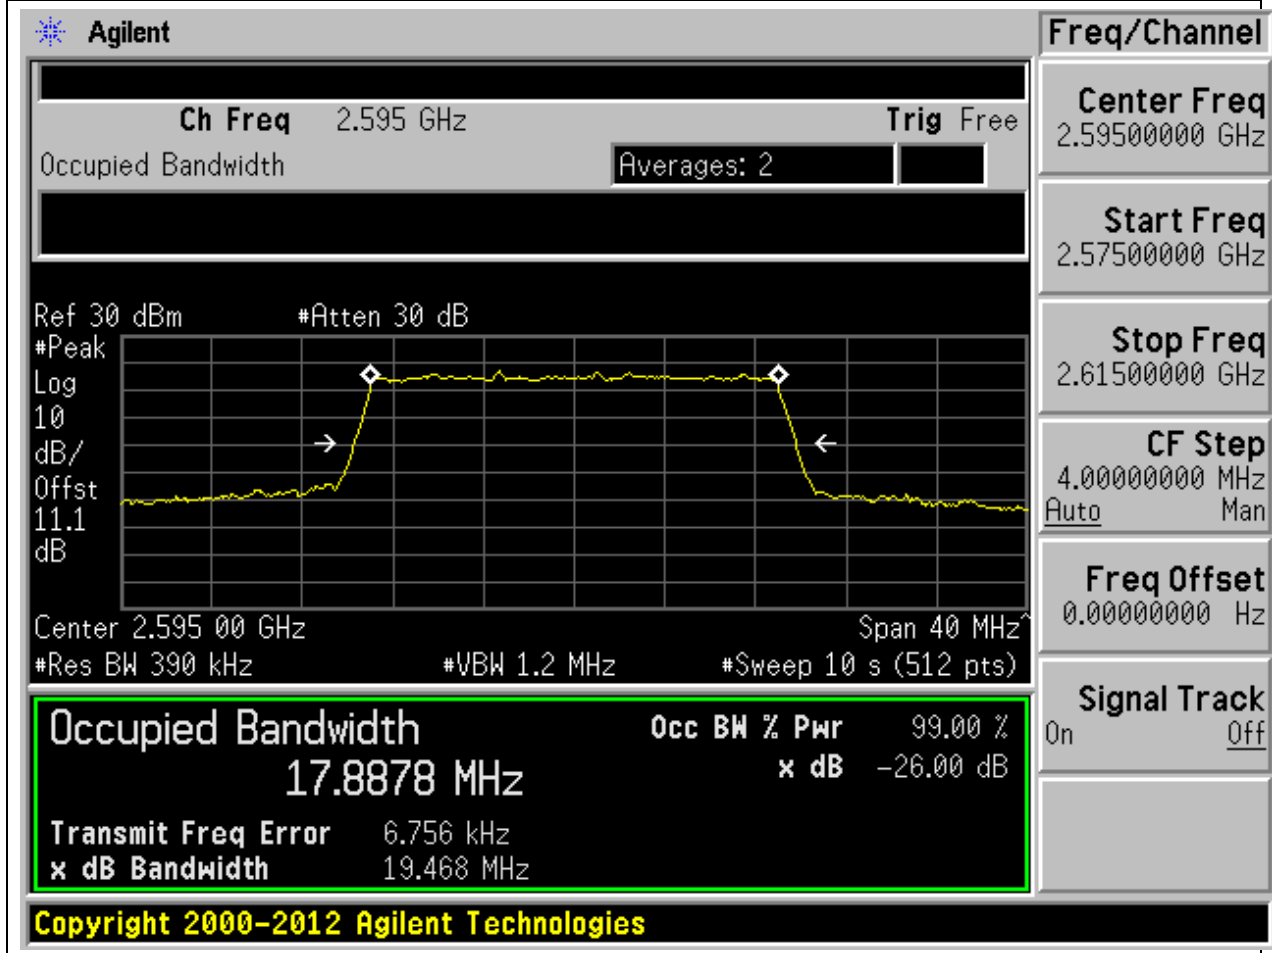 Agilent
Freq/Channel
Ch Freq 2.595 GHz Trig Free
Occupied Bandwidth Averages: 2
Center Freq
2.59500000 GHz
Start Freq
2.57500000 GHz
Stop Freq
2.61500000 GHz
CF Step
4.00000000 MHz
Auto Man
Freq Offset
0.00000000 Hz
Signal Track
On Off
Ref 30 dBm #Atten 30 dB
#Peak
Log
10
dB/
Offst
11.1
dB
Center 2.595 00 GHz Span 40 MHz^
#Res BW 390 kHz #VBW 1.2 MHz #Sweep 10 s (512 pts)
Occupied Bandwidth
17.8878 MHz
Occ BW % Pwr 99.00 %
x dB -26.00 dB
Transmit Freq Error 6.756 kHz
x dB Bandwidth 19.468 MHz
Copyright 2000-2012 Agilent Technologies